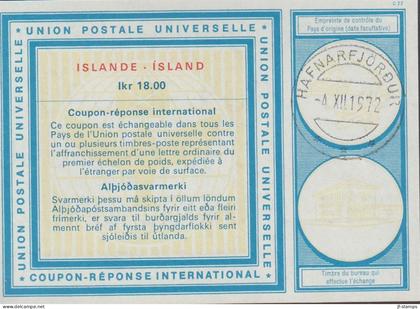 C 22
UNION POSTALE UNIVERSELLE
UNION POSTALE UNIVERSELLE
UNION POSTALE UNIVERSELLE
ISLANDE - ÍSLAND
Ikr 18.00
Coupon-réponse international
Ce coupon est échangeable dans tous les
Pays de l'Union postale universelle contre
un ou plusieurs timbres-poste représentant
l'affranchissement d'une lettre ordinaire du
premier échelon de poids, expédiée à
l'étranger par voie de surface.
Alþjóðasvarmerki
Svarmerki þessu má skipta í öllum löndum
Alþjóðapóstsambandsins fyrir eitt eða fleiri
frímerki, er svara til burðargjalds fyrir al-
mennt bréf af fyrsta þyngdarflokki sent
sjóleiðis til útlanda.
COUPON-RÉPONSE INTERNATIONAL
Empreinte de contrôle du
Pays d'origine (date facultative)
HAFNARFJÖRÐUR
-4.XII.1972
Timbre du bureau qui
effectue l'échange